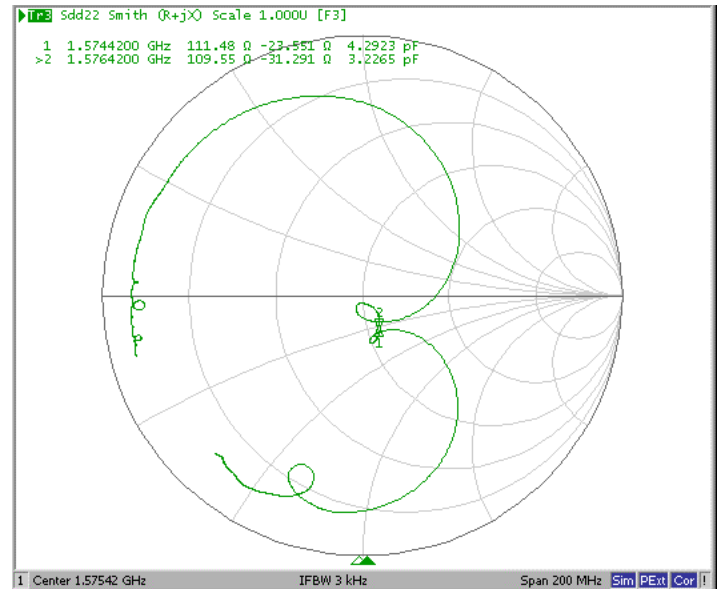 Tr3 Sdd22 Smith (R+jX) Scale 1.000U [F3]
1 1.5744200 GHz 111.48 Ω -23.551 Ω 4.2923 pF
>2 1.5764200 GHz 109.55 Ω -31.291 Ω 3.2265 pF
2
1
1 Center 1.57542 GHz IFBW 3 kHz Span 200 MHz Sim PExt Cor !